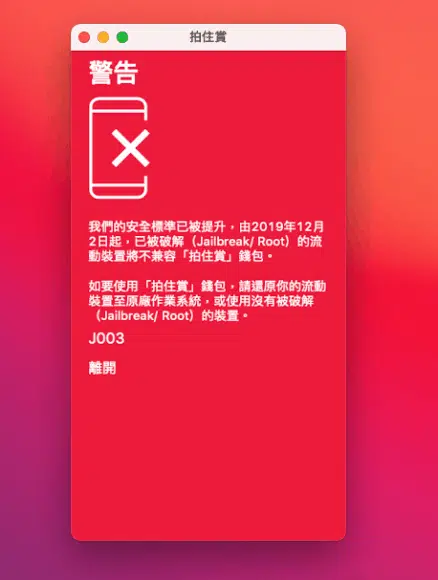 拍住賞
警告
我們的安全標準已被提升，由2019年12月
2日起，已被破解（Jailbreak/ Root）的流
動裝置將不兼容「拍住賞」錢包。
如要使用「拍住賞」錢包，請還原你的流動
裝置至原廠作業系統，或使用沒有被破解
（Jailbreak/ Root）的裝置。
J003
離開